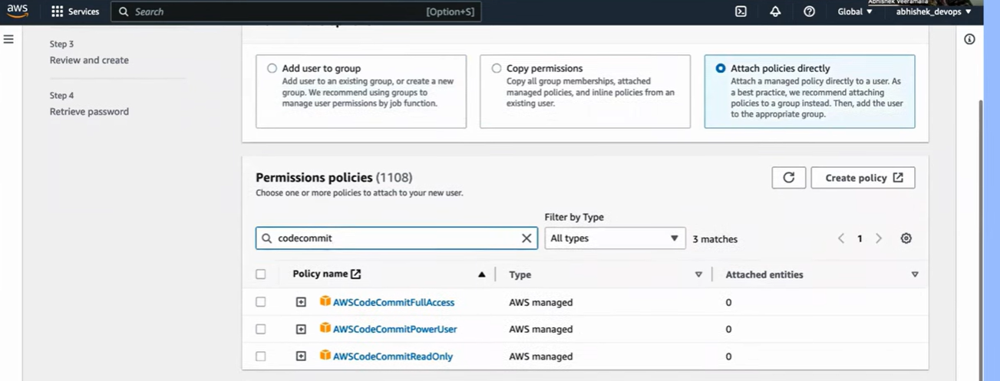 aws
Services
Search
[Option+S]
Abhishek Veeramalla
Global
abhishek_devops
Step 3
Review and create
Step 4
Retrieve password
Add user to group
Add user to an existing group, or create a new
group. We recommend using groups to
manage user permissions by job function.
Copy permissions
Copy all group memberships, attached
managed policies, and inline policies from an
existing user.
Attach policies directly
Attach a managed policy directly to a user. As
a best practice, we recommend attaching
policies to a group instead. Then, add the user
to the appropriate group.
Permissions policies (1108)
Choose one or more policies to attach to your new user.
Create policy
Filter by Type
codecommit
All types
3 matches
1
Policy name
Type
Attached entities
AWSCodeCommitFullAccess
AWS managed
0
AWSCodeCommitPowerUser
AWS managed
0
AWSCodeCommitReadOnly
AWS managed
0